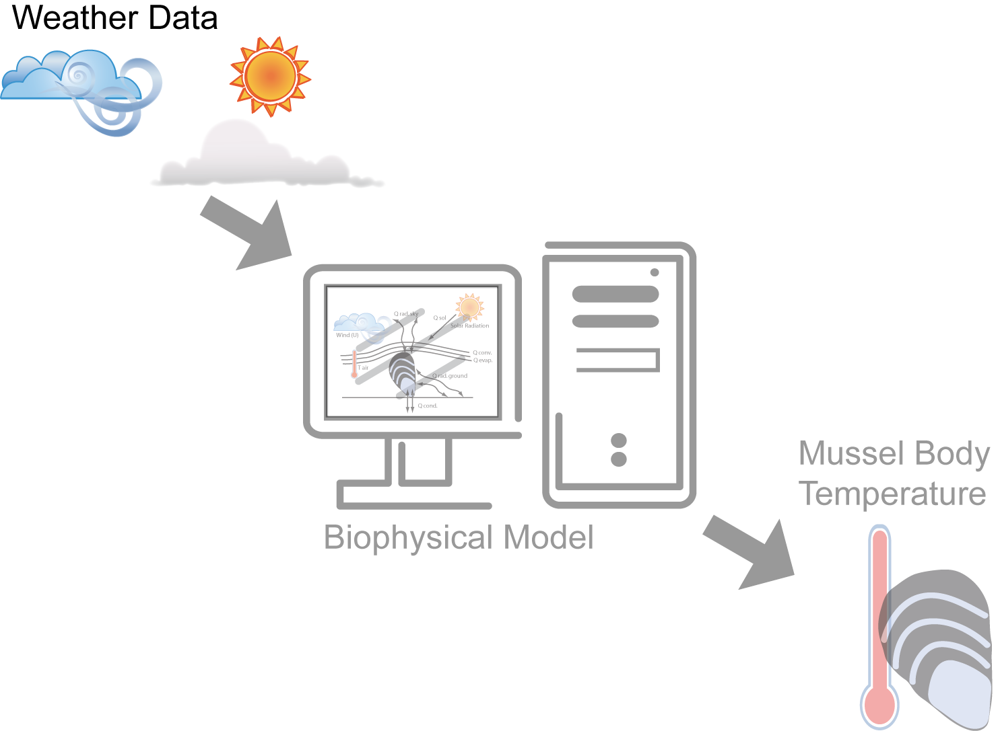 Weather Data
Q rad. sky
Q sol
Solar Radiation
Wind (U)
Q conv.
Q evap.
T air
Q rad. ground
Q cond.
Biophysical Model
Mussel Body
Temperature